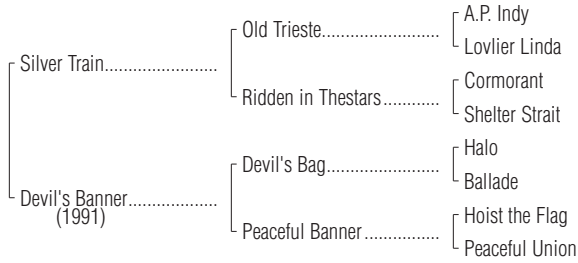 A.P. Indy
Old Trieste..........................
Lovlier Linda
Silver Train.........................
Cormorant
Ridden in Thestars............
Shelter Strait
Halo
Devil's Bag.........................
Ballade
Devil's Banner....................
(1991)
Hoist the Flag
Peaceful Banner................
Peaceful Union